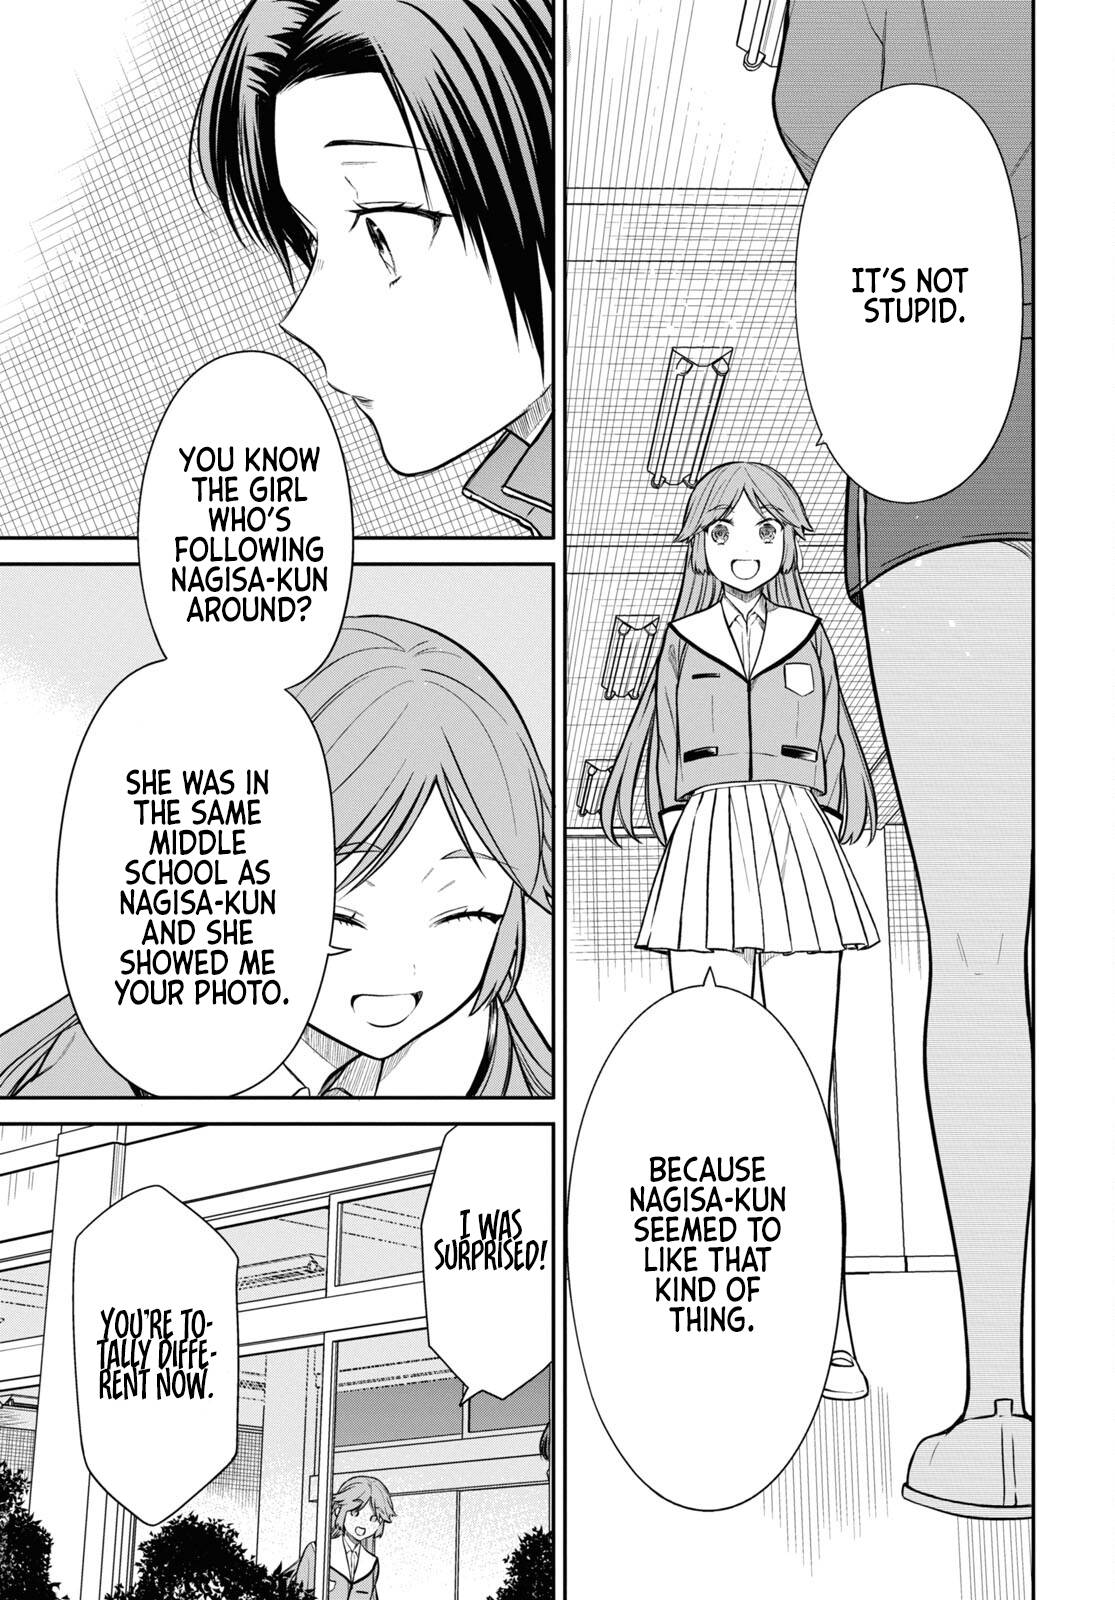 IT'S NOT
STUPID.
BECAUSE
NAGISA-KUN
SEEMED TO
LIKE THAT
KIND OF
THING.
YOU KNOW
THE GIRL
WHO'S
FOLLOWING
NAGISA-KUN
AROUND?
SHE WAS IN
THE SAME
MIDDLE
SCHOOL AS
NAGISA-KUN
AND SHE
SHOWED ME
YOUR PHOTO.
I WAS
SURPRISED!
YOU'RE TO-
TALLY DIFFE-
RENT NOW.